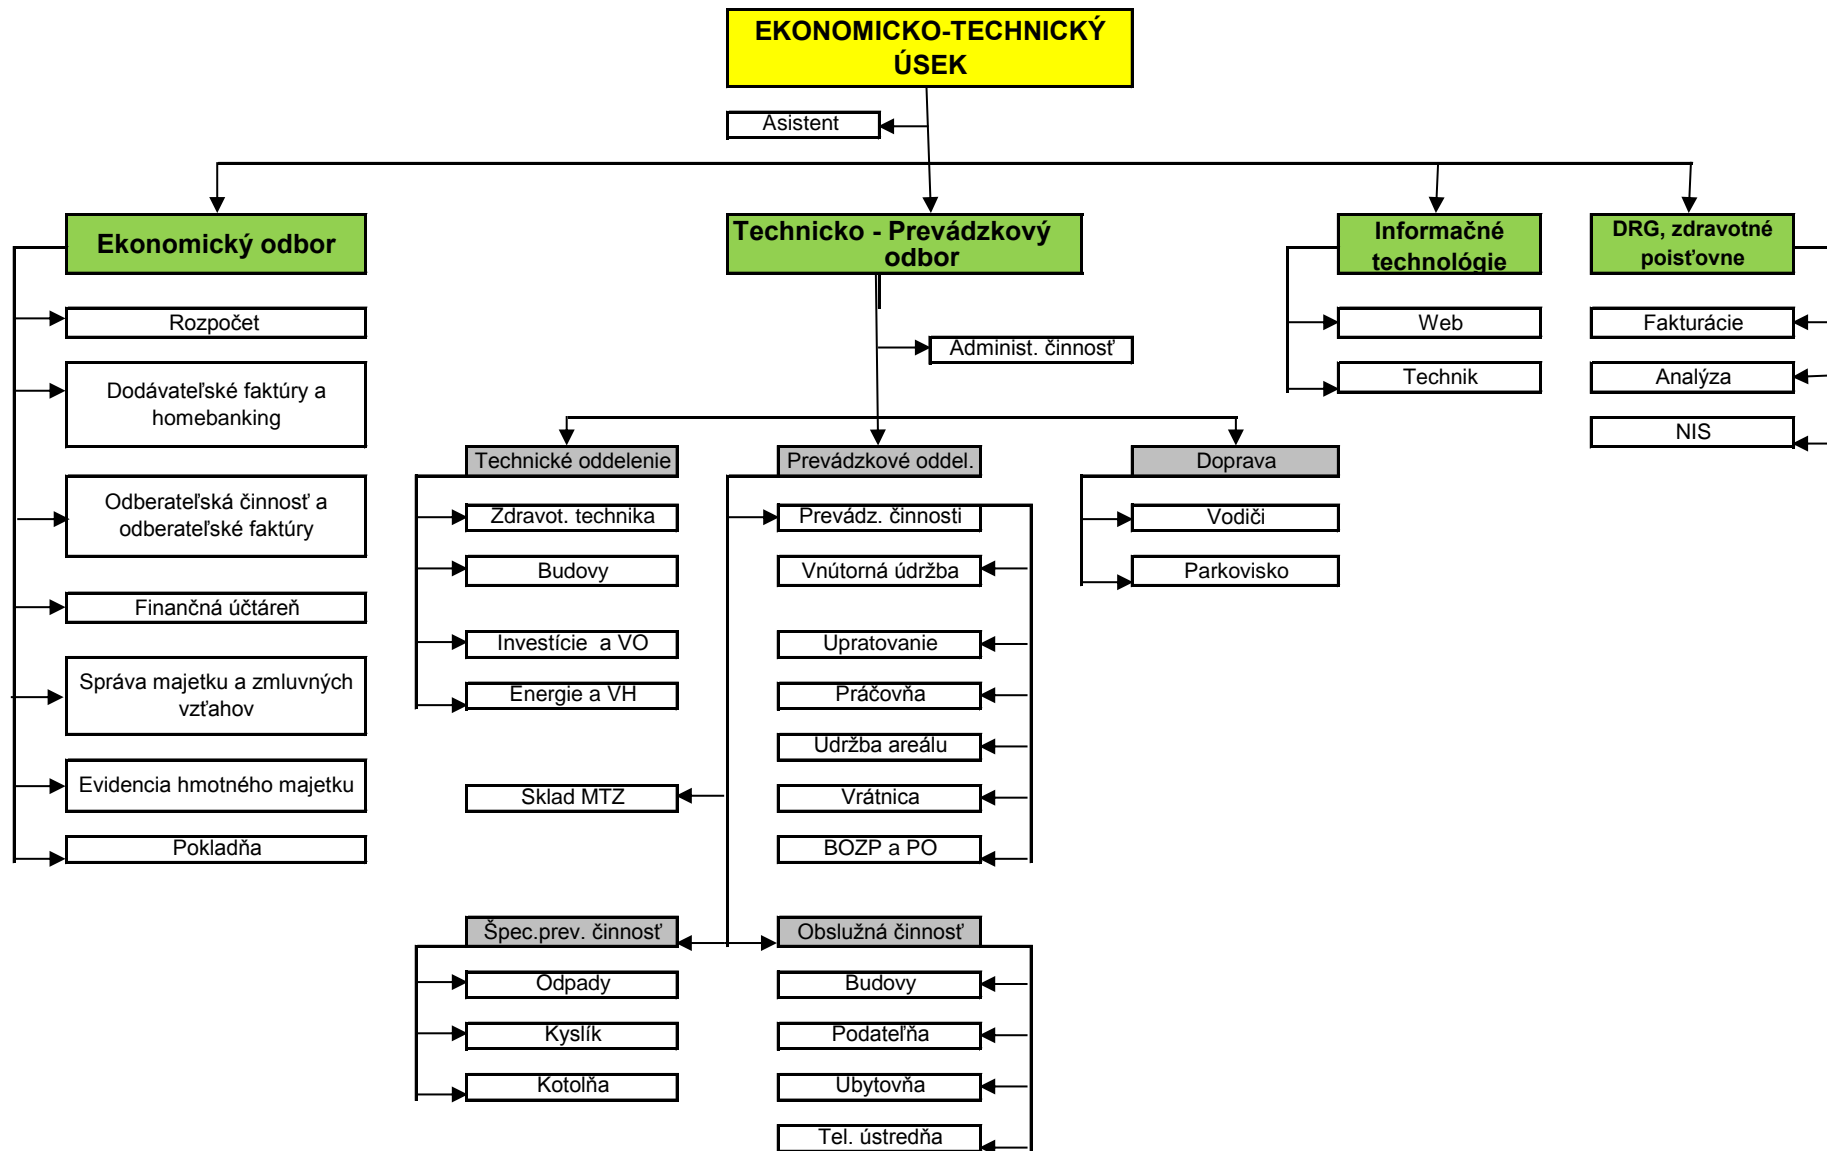 EKONOMICKO-TECHNICKÝ
ÚSEK
Asistent
Ekonomický odbor
Rozpočet
Dodávateľské faktúry a
homebanking
Odberateľská činnosť a
odberateľské faktúry
Finančná účtáreň
Správa majetku a zmluvných
vzťahov
Evidencia hmotného majetku
Pokladňa
Technicko - Prevádzkový
odbor
Administ. činnosť
Technické oddelenie
Zdravot. technika
Budovy
Investície a VO
Energie a VH
Sklad MTZ
Špec.prev. činnosť
Odpady
Kyslík
Kotolňa
Prevádzkové oddel.
Prevádz. činnosti
Vnútorná údržba
Upratovanie
Práčovňa
Udržba areálu
Vrátnica
BOZP a PO
Obslužná činnosť
Budovy
Podateľňa
Ubytovňa
Tel. ústredňa
Doprava
Vodiči
Parkovisko
Informačné
technológie
Web
Technik
DRG, zdravotné
poisťovne
Fakturácie
Analýza
NIS